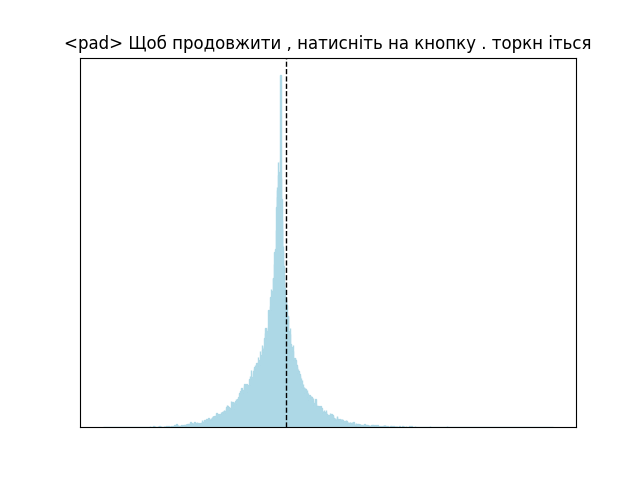 <pad> Щоб продовжити , натисніть на кнопку . торкн іться